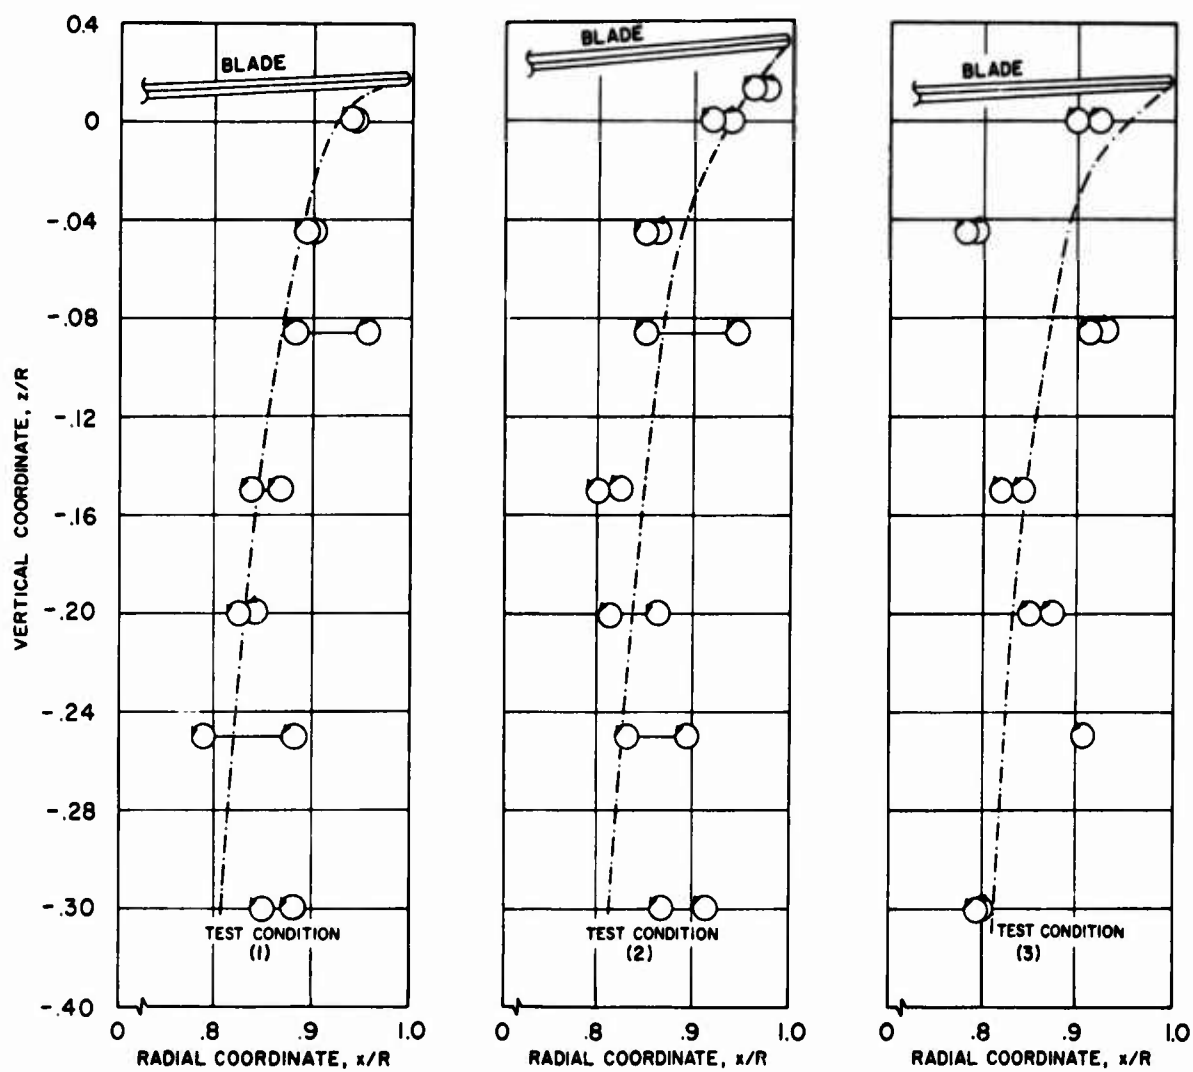 0.4
0
-.04
-.08
-.12
-.16
-.20
-.24
-.28
-.30
-.40
VERTICAL COORDINATE, z/R
BLADE
TEST CONDITION
(1)
0 .8 .9 1.0
RADIAL COORDINATE, x/R
BLADE
TEST CONDITION
(2)
0 .8 .9 1.0
RADIAL COORDINATE, x/R
BLADE
TEST CONDITION
(3)
0 .8 .9 1.0
RADIAL COORDINATE, x/R